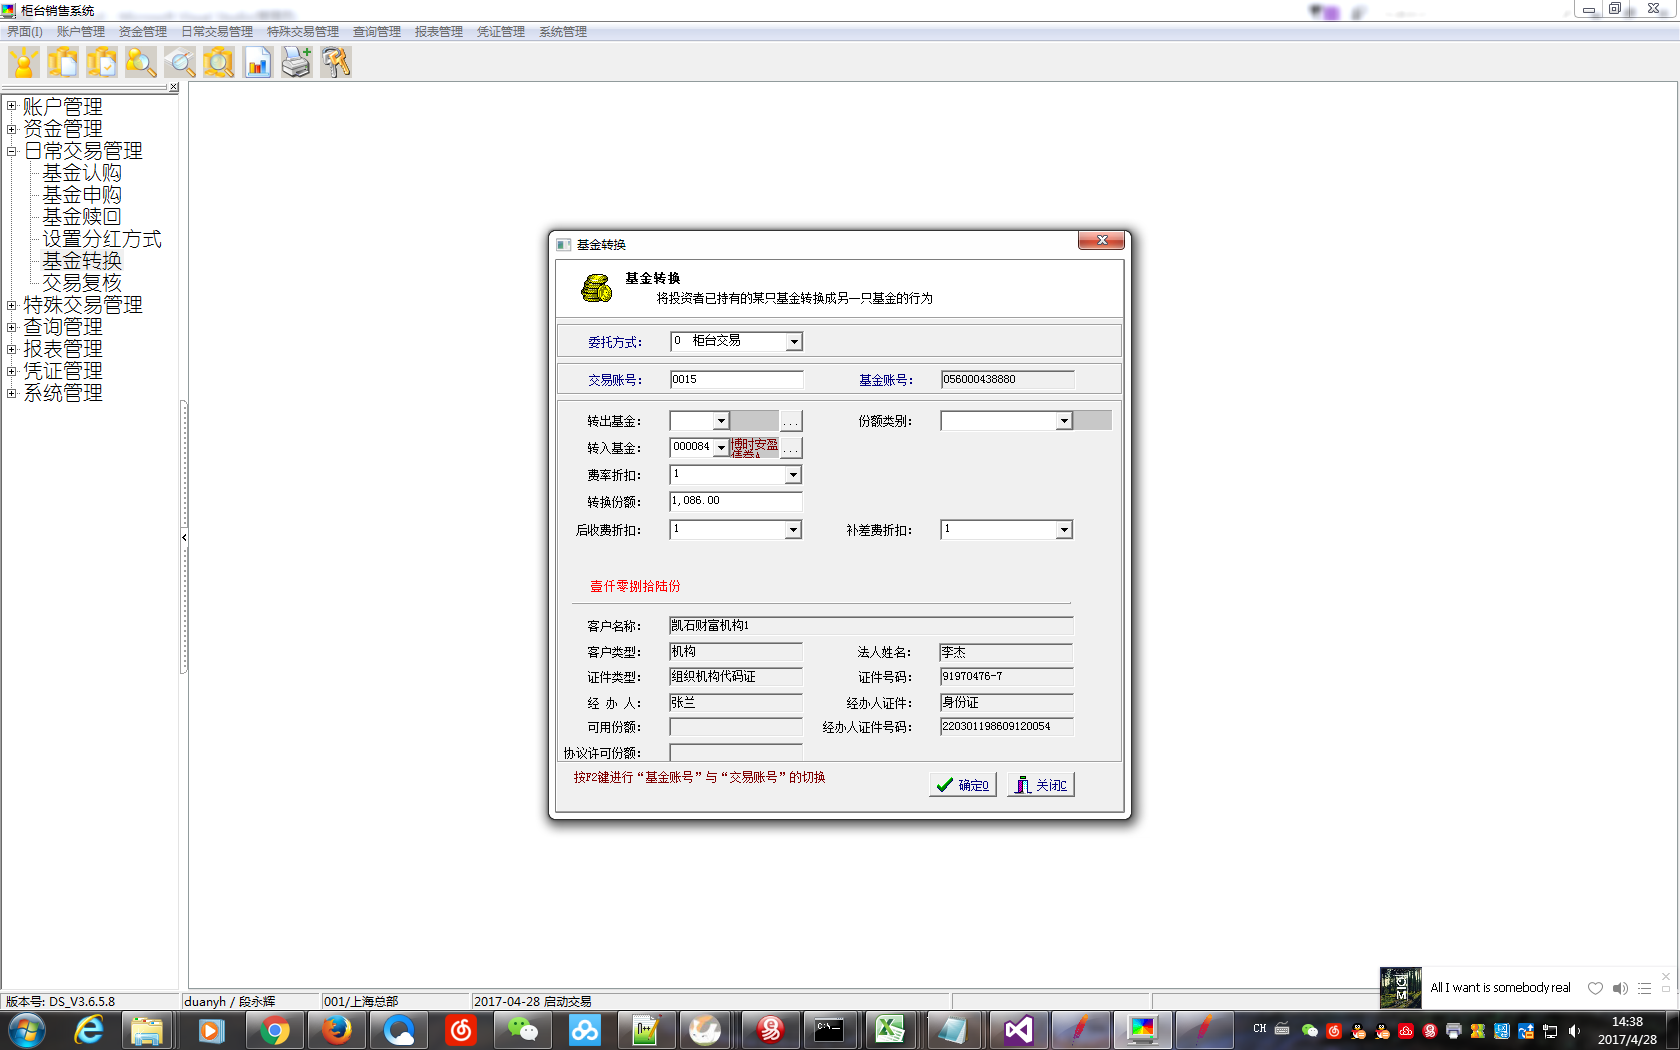 柜台销售系统
界面(I) 账户管理 资金管理 日常交易管理 特殊交易管理 查询管理 报表管理 凭证管理 系统管理
账户管理
资金管理
日常交易管理
基金认购
基金申购
基金赎回
设置分红方式
基金转换
交易复核
特殊交易管理
查询管理
报表管理
凭证管理
系统管理
基金转换
基金转换
将投资者已持有的某只基金转换成另一只基金的行为
委托方式: 0 柜台交易
交易账号: 0015 基金账号: 056000438880
转出基金: ... 份额类别:
转入基金: 000084 博时安盈债券A ...
费率折扣: 1
转换份额: 1,086.00
后收费折扣: 1 补差费折扣: 1
壹仟零捌拾陆份
客户名称: 凯石财富机构1
客户类型: 机构 法人姓名: 李杰
证件类型: 组织机构代码证 证件号码: 91970476-7
经 办 人: 张兰 经办人证件: 身份证
可用份额: 经办人证件号码: 220301198609120054
协议许可份额:
按F2键进行“基金账号”与“交易账号”的切换
确定O 关闭C
MIQI All I want is somebody real
版本号: DS_V3.6.5.8 duanyh / 段永辉 001/上海总部 2017-04-28 启动交易
CH 14:38
2017/4/28